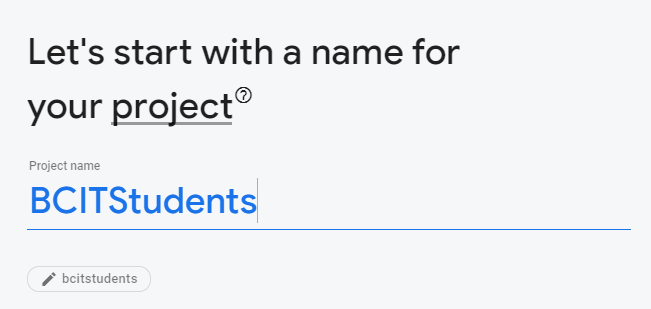 Let's start with a name for
your project
Project name
BCITStudents
bcitstudents